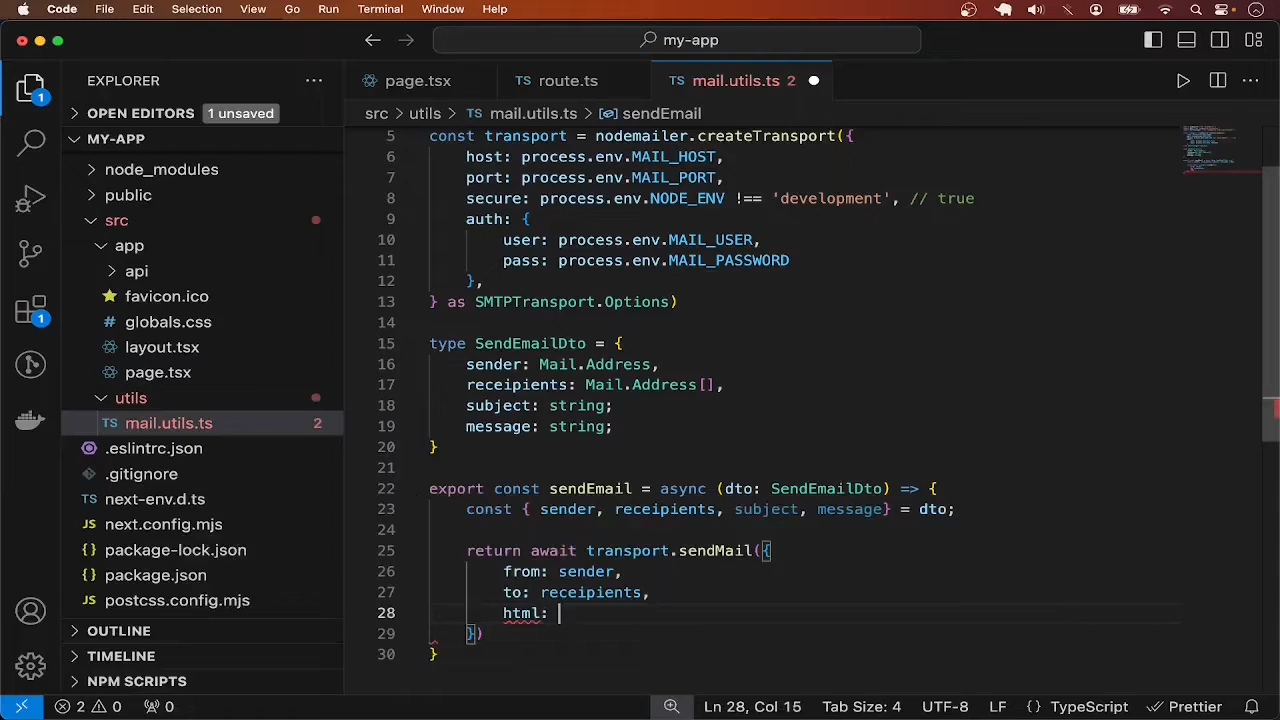 Code File Edit Selection View Go Run Terminal Window Help
my-app
EXPLORER
page.tsx
route.ts
TS mail.utils.ts 2
OPEN EDITORS 1 unsaved
MY-APP
node_modules
public
src
app
api
favicon.ico
# globals.css
layout.tsx
page.tsx
utils
TS mail.utils.ts 2
.eslintrc.json
.gitignore
TS next-env.d.ts
JS next.config.mjs
{} package-lock.json
{} package.json
JS postcss.config.mjs
OUTLINE
TIMELINE
NPM SCRIPTS
1
1
src > utils > TS mail.utils.ts > sendEmail
5 const transport = nodemailer.createTransport({
6 host: process.env.MAIL_HOST,
7 port: process.env.MAIL_PORT,
8 secure: process.env.NODE_ENV !== 'development', // true
9 auth: {
10 user: process.env.MAIL_USER,
11 pass: process.env.MAIL_PASSWORD
12 },
13 } as SMTPTransport.Options)
14
15 type SendEmailDto = {
16 sender: Mail.Address,
17 receipients: Mail.Address[],
18 subject: string;
19 message: string;
20 }
21
22 export const sendEmail = async (dto: SendEmailDto) => {
23 const { sender, receipients, subject, message} = dto;
24
25 return await transport.sendMail({
26 from: sender,
27 to: receipients,
28 html:
29 })
30 }
2 0 0 Ln 28, Col 15 Tab Size: 4 UTF-8 LF {} TypeScript Prettier